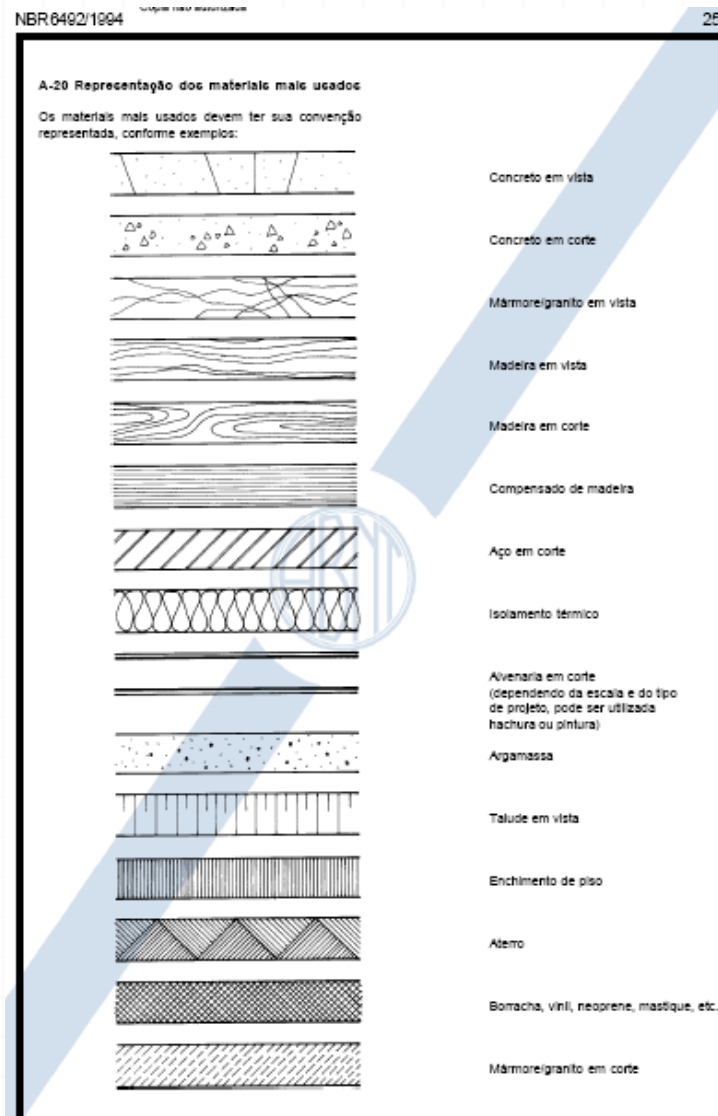 Cópia não autorizada
NBR 6492/1994
25
A-20 Representação dos materiais mais usados
Os materiais mais usados devem ter sua convenção
representada, conforme exemplos:
Concreto em vista
Concreto em corte
Mármore/granito em vista
Madeira em vista
Madeira em corte
Compensado de madeira
Aço em corte
Isolamento térmico
Alvenaria em corte
(dependendo da escala e do tipo
de projeto, pode ser utilizada
hachura ou pintura)
Argamassa
Talude em vista
Enchimento de piso
Aterro
Borracha, vinil, neoprene, mastique, etc.
Mármore/granito em corte
ABNT